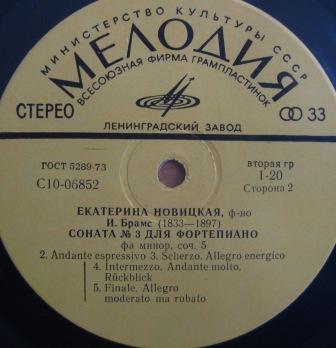 МИНИСТЕРСТВО КУЛЬТУРЫ СССР
МЕЛОДИЯ
ВСЕСОЮЗНАЯ ФИРМА ГРАМПЛАСТИНОК
СТЕРЕО
33
ЛЕНИНГРАДСКИЙ ЗАВОД
ГОСТ 5289-73
С10-06852
вторая гр
1-20
Сторона 2
ЕКАТЕРИНА НОВИЦКАЯ, ф-но
И. Брамс (1833—1897)
СОНАТА № 3 ДЛЯ ФОРТЕПИАНО
фа минор, соч. 5
2. Andante espressivo 3. Scherzo. Allegro energico
4. Intermezzo. Andante molto.
Rückblick
5. Finale. Allegro
moderato ma rubato